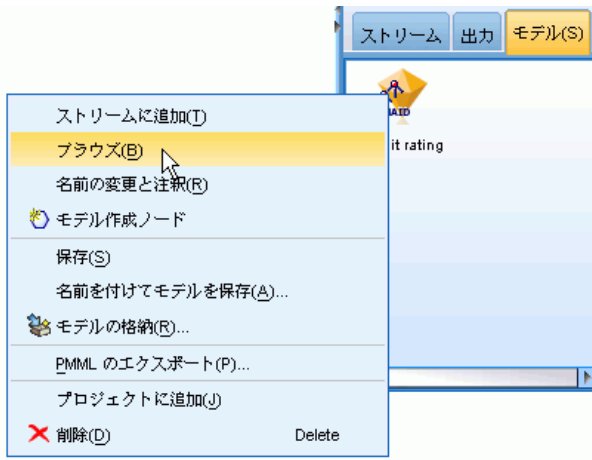 ストリーム 出力 モデル(S)
AID
it rating
ストリームに追加(T)
ブラウズ(B)
名前の変更と注釈(R)
モデル作成ノード
保存(S)
名前を付けてモデルを保存(A)...
モデルの格納(R)...
PMML のエクスポート(P)...
プロジェクトに追加(J)
削除(D) Delete